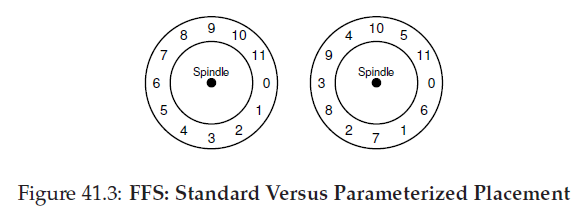 9 10
8 10 4 5
7 11 9 11
Spindle Spindle
6 0 3 0
5 1 8 6
4 3 2 2 7 1
Figure 41.3: FFS: Standard Versus Parameterized Placement